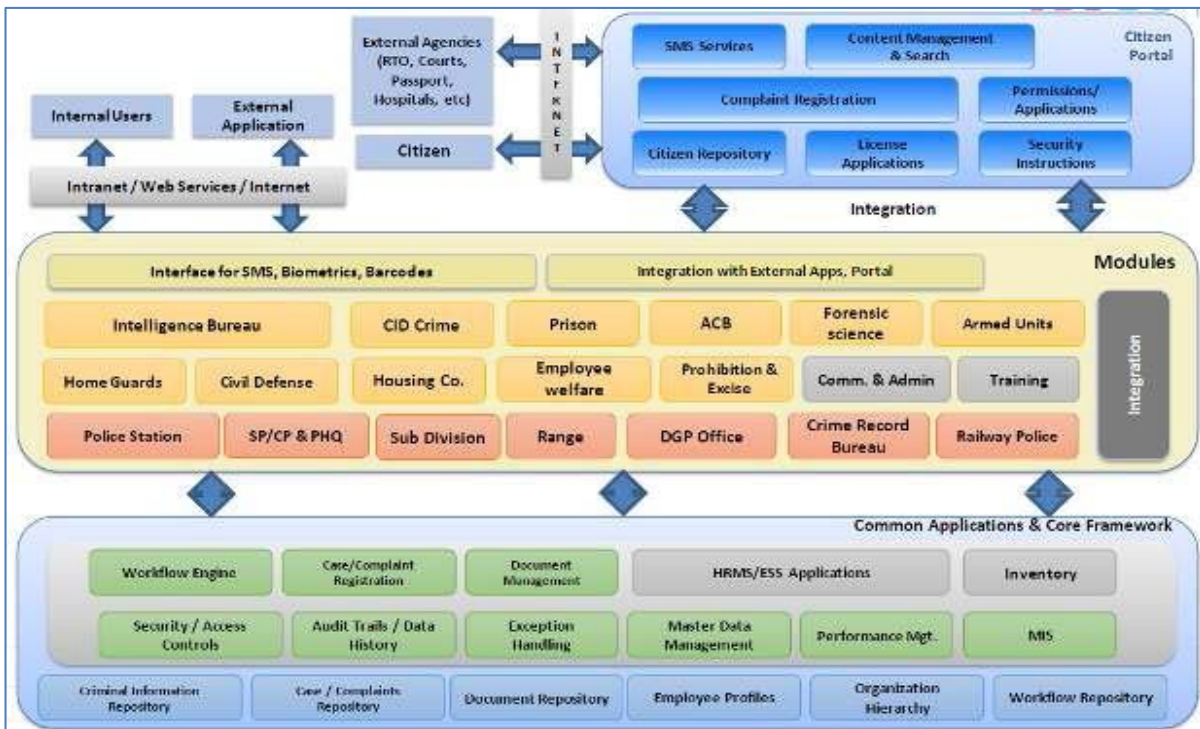 External Agencies
(RTO, Courts,
Passport,
Hospitals, etc)
INTERNET
SMS Services
Content Management
& Search
Citizen
Portal
Complaint Registration
Permissions/
Applications
Internal Users
External
Application
Citizen
Citizen Repository
License
Applications
Security
Instructions
Intranet / Web Services / Internet
Integration
Interface for SMS, Biometrics, Barcodes
Integration with External Apps, Portal
Modules
Intelligence Bureau
CID Crime
Prison
ACB
Forensic
science
Armed Units
Integration
Home Guards
Civil Defense
Housing Co.
Employee
welfare
Prohibition &
Excise
Comm. & Admin
Training
Police Station
SP/CP & PHQ
Sub Division
Range
DGP Office
Crime Record
Bureau
Railway Police
Common Applications & Core Framework
Workflow Engine
Case/Complaint
Registration
Document
Management
HRMS/ESS Applications
Inventory
Security / Access
Controls
Audit Trails / Data
History
Exception
Handling
Master Data
Management
Performance Mgt.
MIS
Criminal Information
Repository
Case / Complaints
Repository
Document Repository
Employee Profiles
Organization
Hierarchy
Workflow Repository